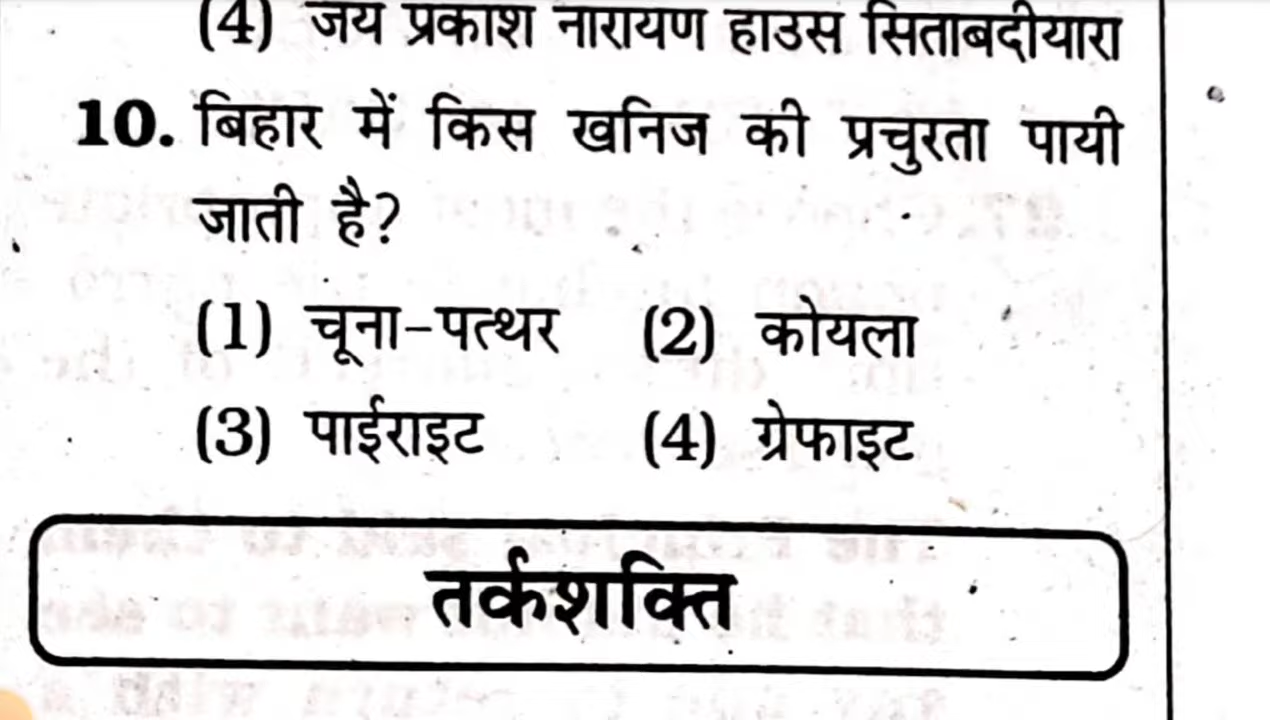 (4) जय प्रकाश नारायण हाउस सिताबदीयारा
10. बिहार में किस खनिज की प्रचुरता पायी
जाती है?
(1) चूना-पत्थर (2) कोयला
(3) पाईराइट (4) ग्रेफाइट
तर्कशक्ति